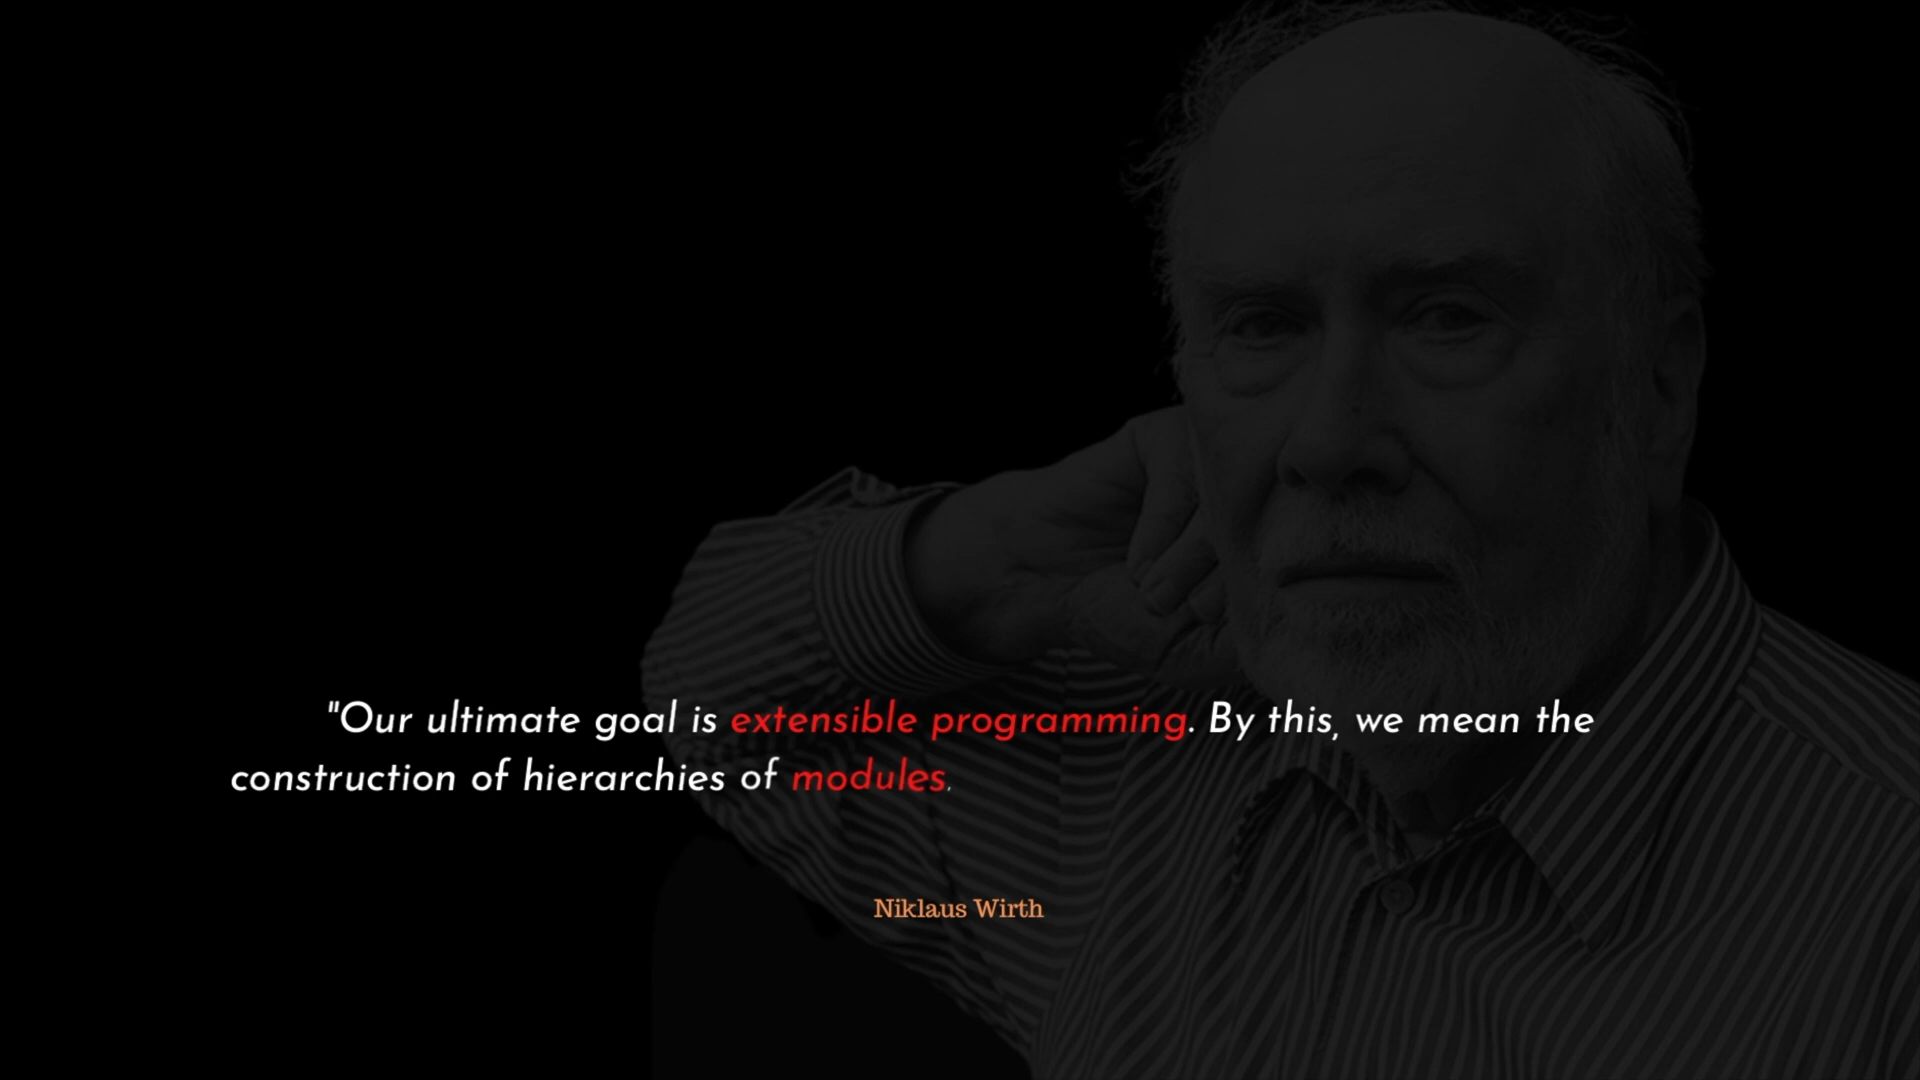 "Our ultimate goal is extensible programming. By this, we mean the
construction of hierarchies of modules.
Niklaus Wirth